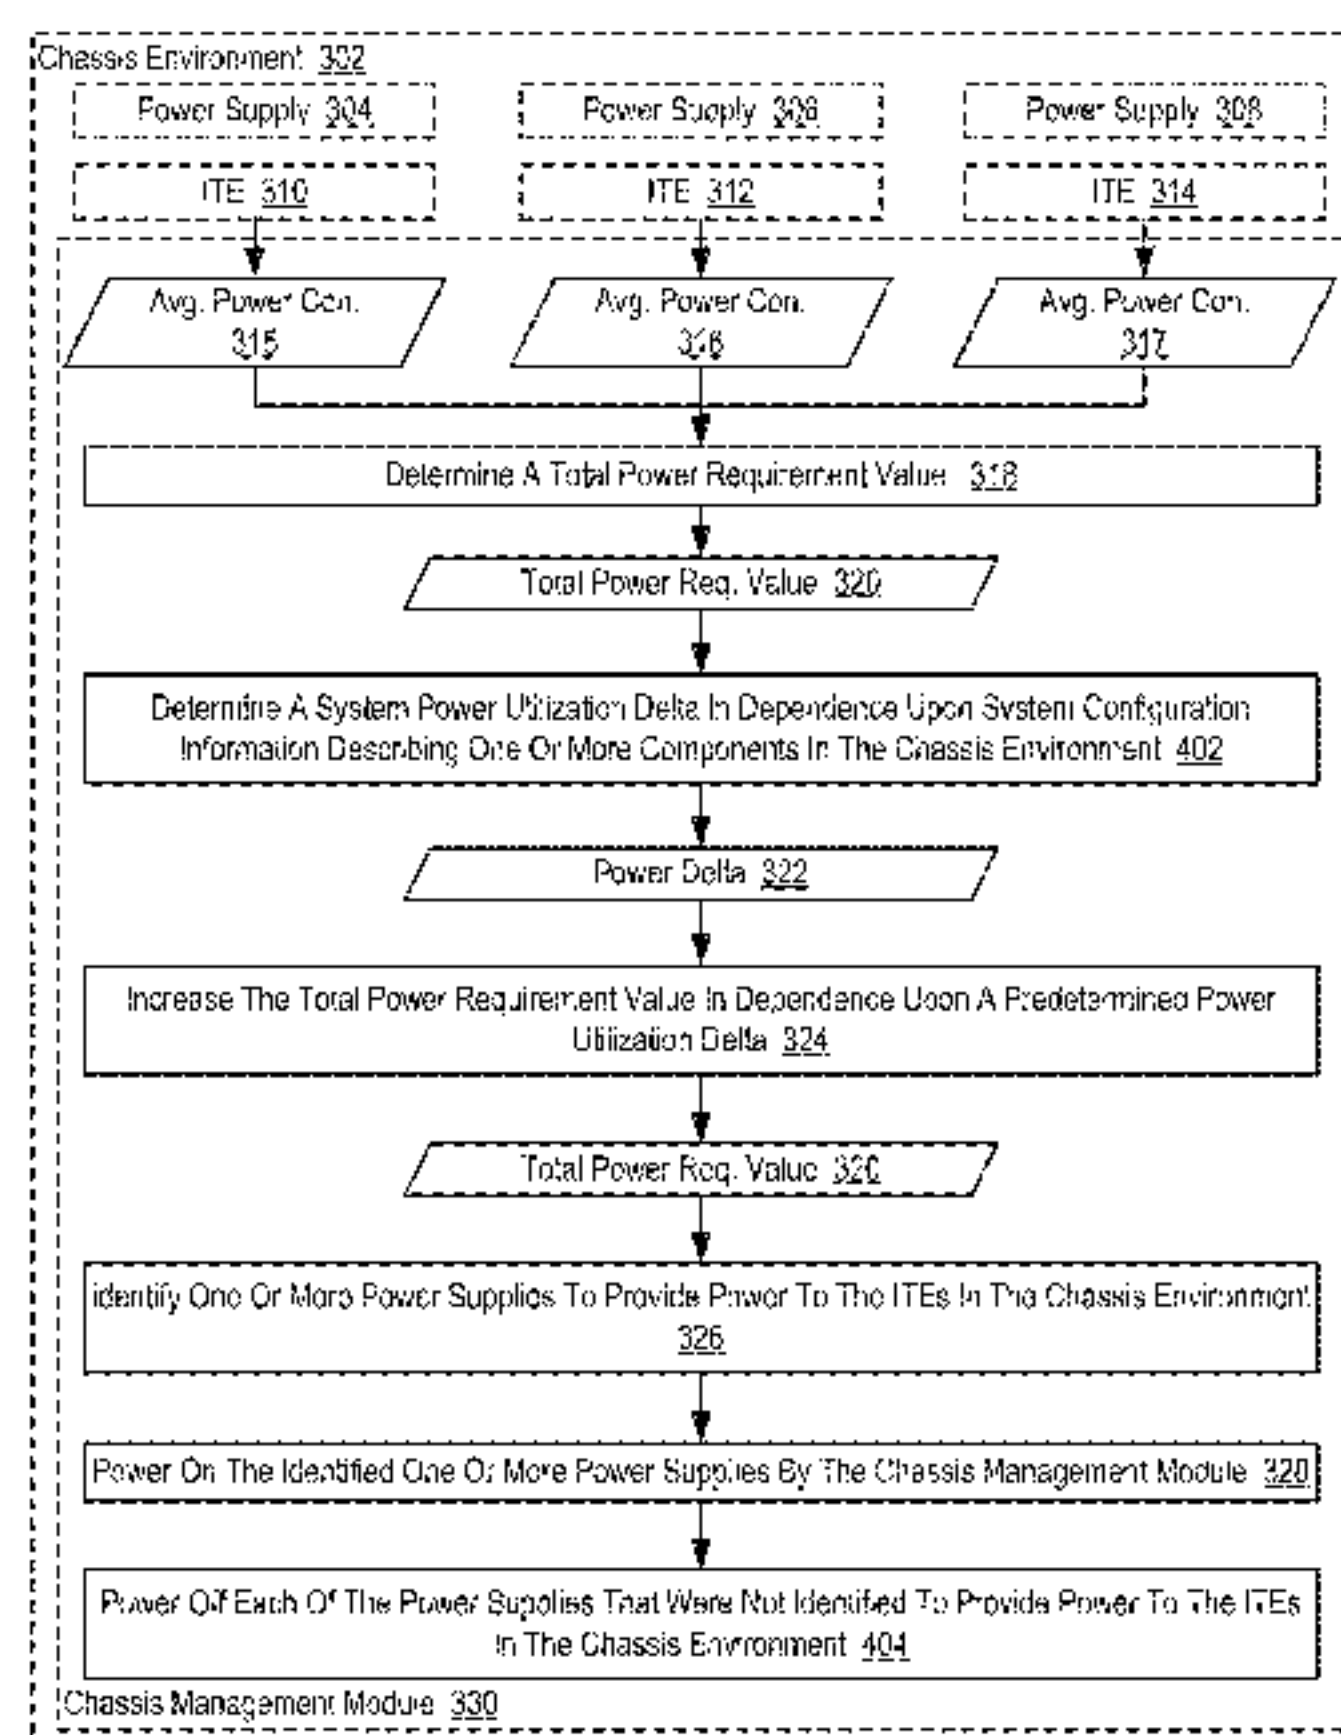 Chassis Environment 302
Power Supply 304
Power Supply 306
Power Supply 308
ITE 310
ITE 312
ITE 314
Avg. Power Con.
315
Avg. Power Con.
316
Avg. Power Con.
317
Determine A Total Power Requirement Value 318
Total Power Req. Value 320
Determine A System Power Utilization Delta In Dependence Upon System Configuration
Information Describing One Or More Components In The Chassis Environment 402
Power Delta 322
Increase The Total Power Requirement Value In Dependence Upon A Predetermined Power
Utilization Delta 324
Total Power Req. Value 320
Identify One Or More Power Supplies To Provide Power To The ITEs In The Chassis Environment
326
Power On The Identified One Or More Power Supplies By The Chassis Management Module 328
Power Off Each Of The Power Supplies That Were Not Identified To Provide Power To The ITEs
In The Chassis Environment 404
Chassis Management Module 330